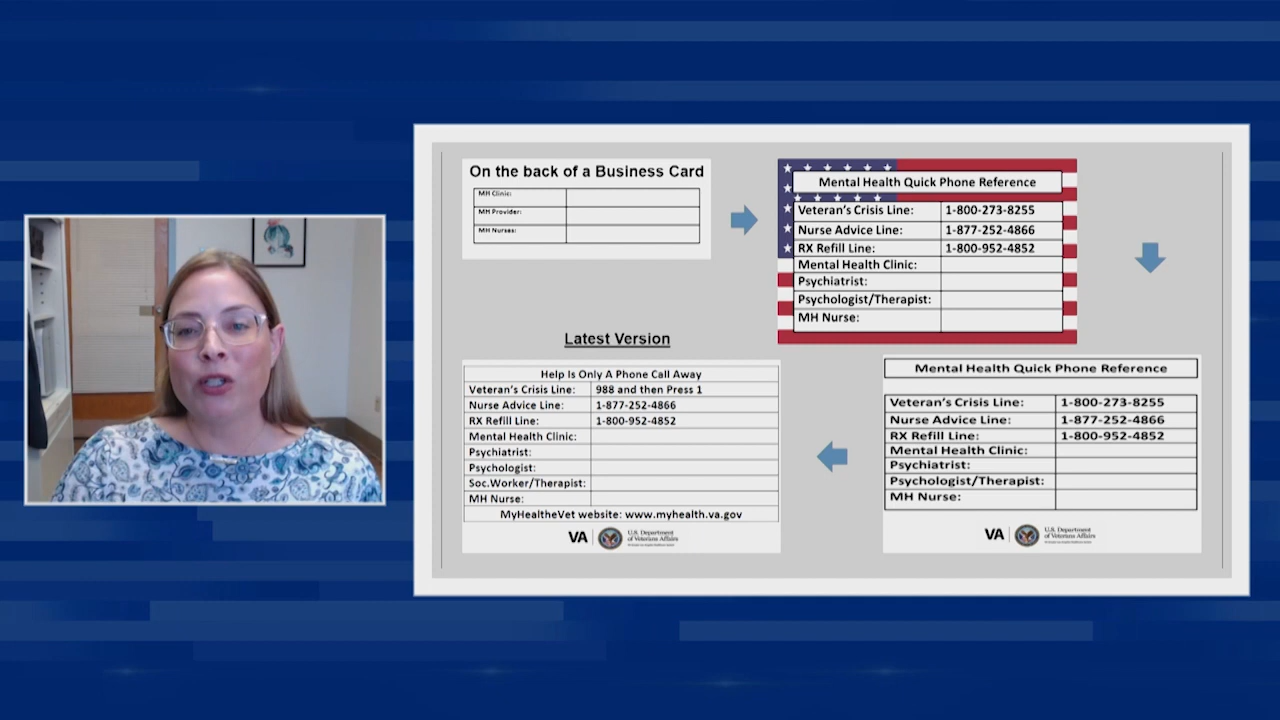 On the back of a Business Card
MH Clinic:
MH Provider:
MH Nurses:
Mental Health Quick Phone Reference
Veteran's Crisis Line: 1-800-273-8255
Nurse Advice Line: 1-877-252-4866
RX Refill Line: 1-800-952-4852
Mental Health Clinic:
Psychiatrist:
Psychologist/Therapist:
MH Nurse:
Mental Health Quick Phone Reference
Veteran's Crisis Line: 1-800-273-8255
Nurse Advice Line: 1-877-252-4866
RX Refill Line: 1-800-952-4852
Mental Health Clinic:
Psychiatrist:
Psychologist/Therapist:
MH Nurse:
VA
U.S. Department
of Veterans Affairs
Latest Version
Help Is Only A Phone Call Away
Veteran's Crisis Line: 988 and then Press 1
Nurse Advice Line: 1-877-252-4866
RX Refill Line: 1-800-952-4852
Mental Health Clinic:
Psychiatrist:
Psychologist:
Soc.Worker/Therapist:
MH Nurse:
MyHealtheVet website: www.myhealth.va.gov
VA
U.S. Department
of Veterans Affairs